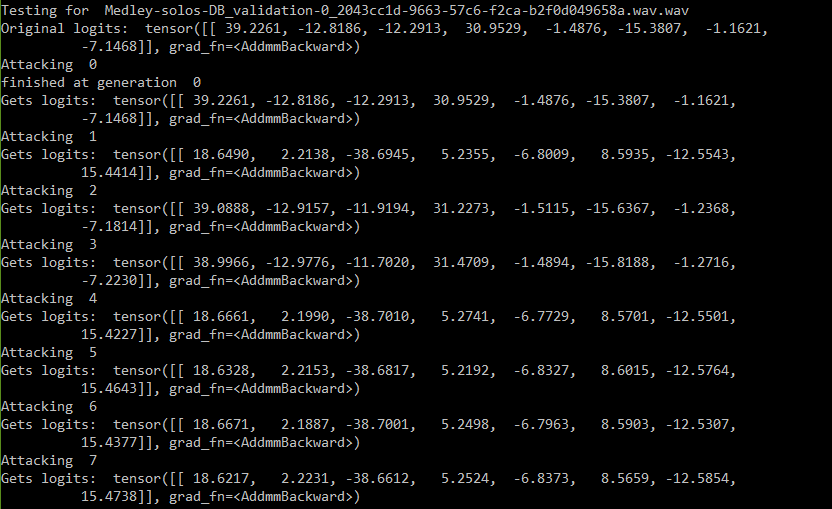 Testing for  Medley-solos-DB_validation-0_2043cc1d-9663-57c6-f2ca-b2f0d049658a.wav.wav
Original logits:  tensor([[ 39.2261, -12.8186, -12.2913,  30.9529,  -1.4876, -15.3807,  -1.1621,
          -7.1468]], grad_fn=<AddmmBackward>)
Attacking  0
finished at generation  0
Gets logits:  tensor([[ 39.2261, -12.8186, -12.2913,  30.9529,  -1.4876, -15.3807,  -1.1621,
          -7.1468]], grad_fn=<AddmmBackward>)
Attacking  1
Gets logits:  tensor([[ 18.6490,   2.2138, -38.6945,   5.2355,  -6.8009,   8.5935, -12.5543,
          15.4414]], grad_fn=<AddmmBackward>)
Attacking  2
Gets logits:  tensor([[ 39.0888, -12.9157, -11.9194,  31.2273,  -1.5115, -15.6367,  -1.2368,
          -7.1814]], grad_fn=<AddmmBackward>)
Attacking  3
Gets logits:  tensor([[ 38.9966, -12.9776, -11.7020,  31.4709,  -1.4894, -15.8188,  -1.2716,
          -7.2230]], grad_fn=<AddmmBackward>)
Attacking  4
Gets logits:  tensor([[ 18.6661,   2.1990, -38.7010,   5.2741,  -6.7729,   8.5701, -12.5501,
          15.4227]], grad_fn=<AddmmBackward>)
Attacking  5
Gets logits:  tensor([[ 18.6328,   2.2153, -38.6817,   5.2192,  -6.8327,   8.6015, -12.5764,
          15.4643]], grad_fn=<AddmmBackward>)
Attacking  6
Gets logits:  tensor([[ 18.6671,   2.1887, -38.7001,   5.2498,  -6.7963,   8.5903, -12.5307,
          15.4377]], grad_fn=<AddmmBackward>)
Attacking  7
Gets logits:  tensor([[ 18.6217,   2.2231, -38.6612,   5.2524,  -6.8373,   8.5659, -12.5854,
          15.4738]], grad_fn=<AddmmBackward>)